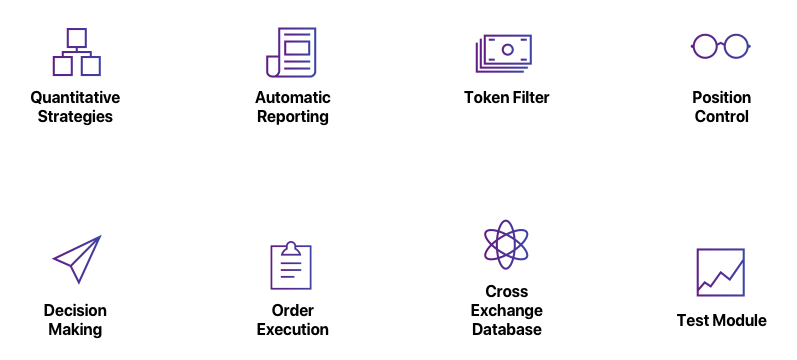 Quantitative
Strategies
Automatic
Reporting
Token Filter
Position
Control
Decision
Making
Order
Execution
Cross
Exchange
Database
Test Module